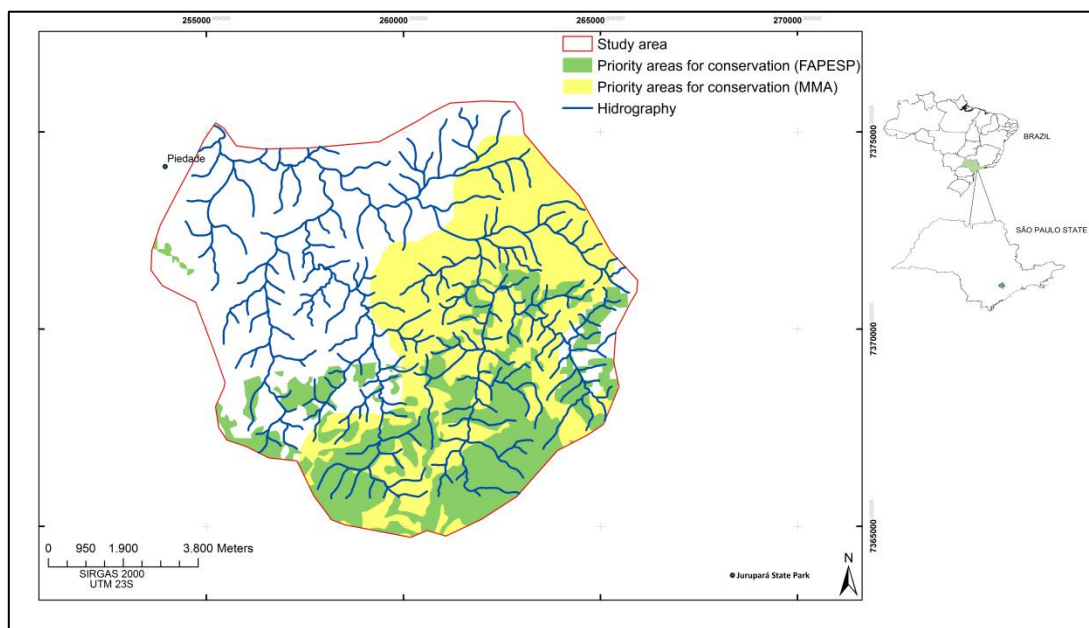 255000
260000
265000
270000
Study area
Priority areas for conservation (FAPESP)
Priority areas for conservation (MMA)
Hidrography
Piedade
7375000
7370000
7365000
BRAZIL
SÃO PAULO STATE
0 950 1.900 3.800 Meters
SIRGAS 2000
UTM 23S
N
Jurupará State Park